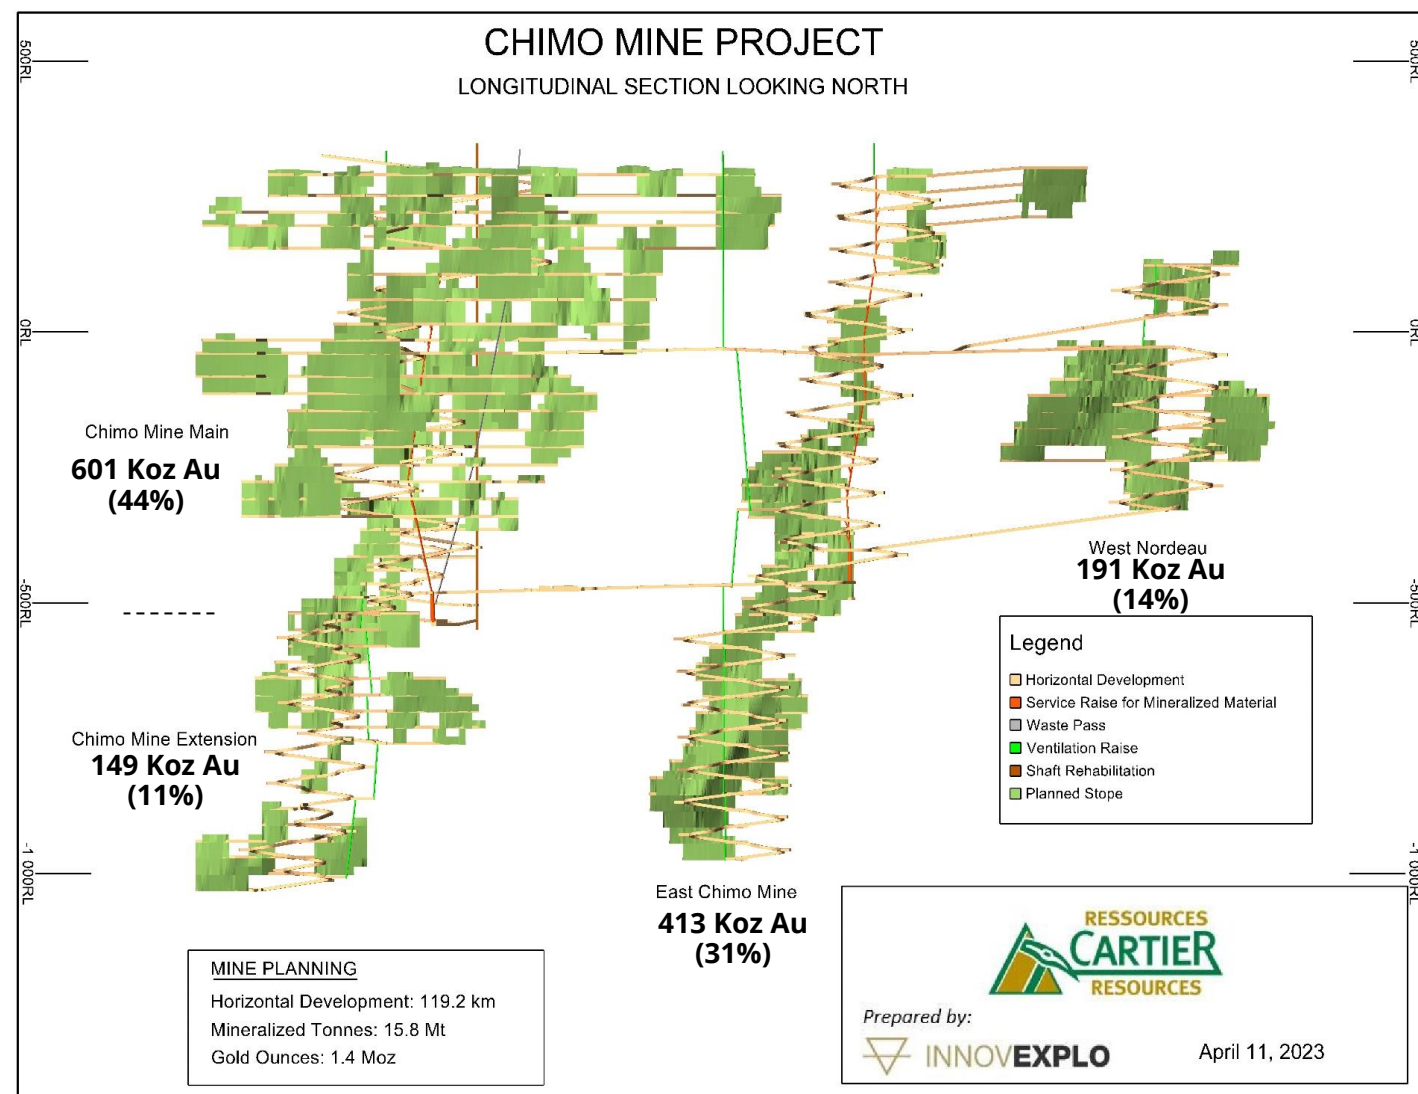 CHIMO MINE PROJECT
LONGITUDINAL SECTION LOOKING NORTH
500RL
500RL
0RL
0RL
Chimo Mine Main
601 Koz Au
(44%)
West Nordeau
191 Koz Au
(14%)
-500RL
-500RL
Legend
Horizontal Development
Service Raise for Mineralized Material
Waste Pass
Ventilation Raise
Shaft Rehabilitation
Planned Stope
Chimo Mine Extension
149 Koz Au
(11%)
-1 000RL
-1 000RL
East Chimo Mine
413 Koz Au
(31%)
MINE PLANNING
Horizontal Development: 119.2 km
Mineralized Tonnes: 15.8 Mt
Gold Ounces: 1.4 Moz
RESSOURCES
CARTIER
RESOURCES
Prepared by:
INNOVEXPLO
April 11, 2023